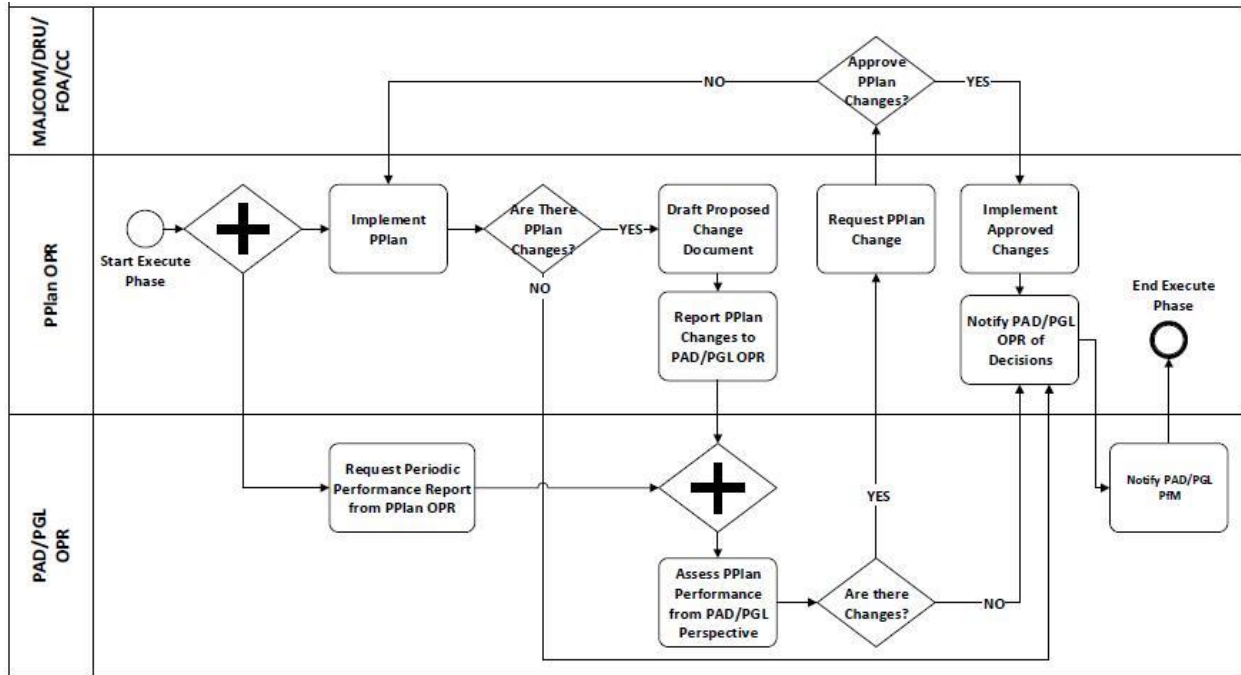 MAJCOM/DRU/
FOA/CC
Approve
PPlan
Changes?
NO
YES
PPlan OPR
Start Execute
Phase
Implement
PPlan
Are There
PPlan
Changes?
YES
NO
Draft Proposed
Change
Document
Report PPlan
Changes to
PAD/PGL OPR
Request PPlan
Change
Implement
Approved
Changes
Notify PAD/PGL
OPR of
Decisions
End Execute
Phase
PAD/PGL
OPR
Request Periodic
Performance Report
from PPlan OPR
Assess PPlan
Performance
from PAD/PGL
Perspective
Are there
Changes?
YES
NO
Notify PAD/PGL
PfM